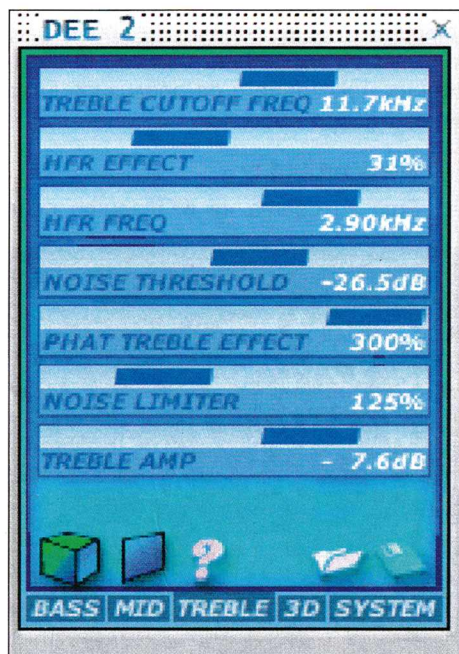 DEE 2
TREBLE CUTOFF FREQ 11.7kHz
HFR EFFECT 31%
HFR FREQ 2.90kHz
NOISE THRESHOLD -26.5dB
PHAT TREBLE EFFECT 300%
NOISE LIMITER 125%
TREBLE AMP - 7.6dB
?
BASS MID TREBLE 3D SYSTEM